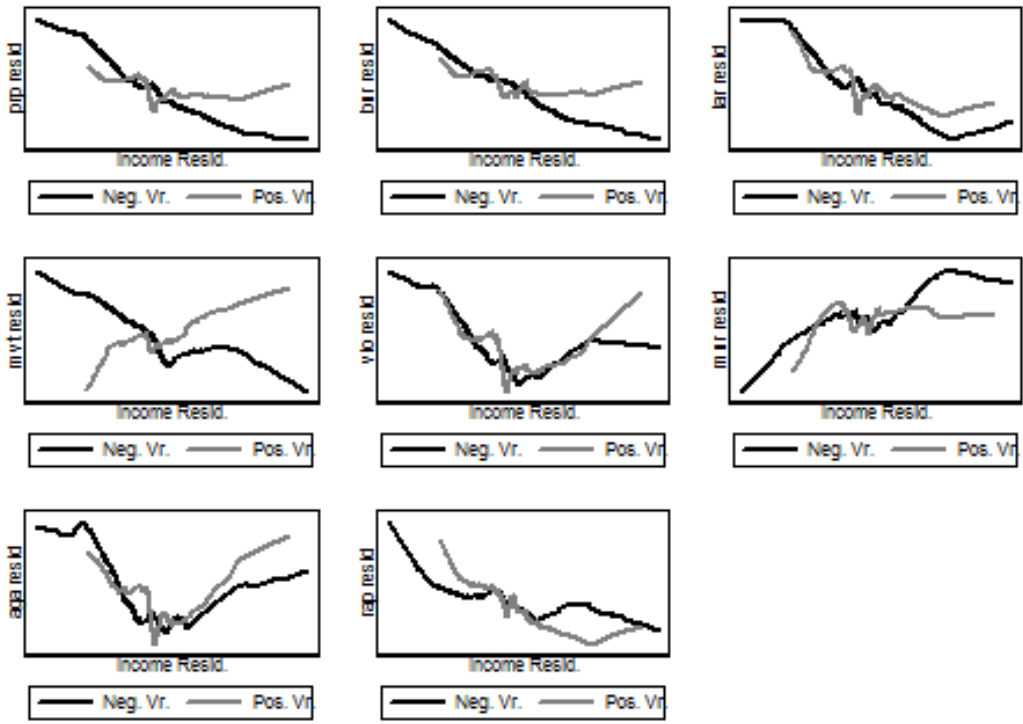 prp resid
bur resid
lar resid
Income Resid.
Income Resid.
Income Resid.
Neg. Vr. Pos. Vr.
Neg. Vr. Pos. Vr.
Neg. Vr. Pos. Vr.
mvt resid
vio resid
mur resid
Income Resid.
Income Resid.
Income Resid.
Neg. Vr. Pos. Vr.
Neg. Vr. Pos. Vr.
Neg. Vr. Pos. Vr.
aga resid
rap resid
Income Resid.
Income Resid.
Neg. Vr. Pos. Vr.
Neg. Vr. Pos. Vr.